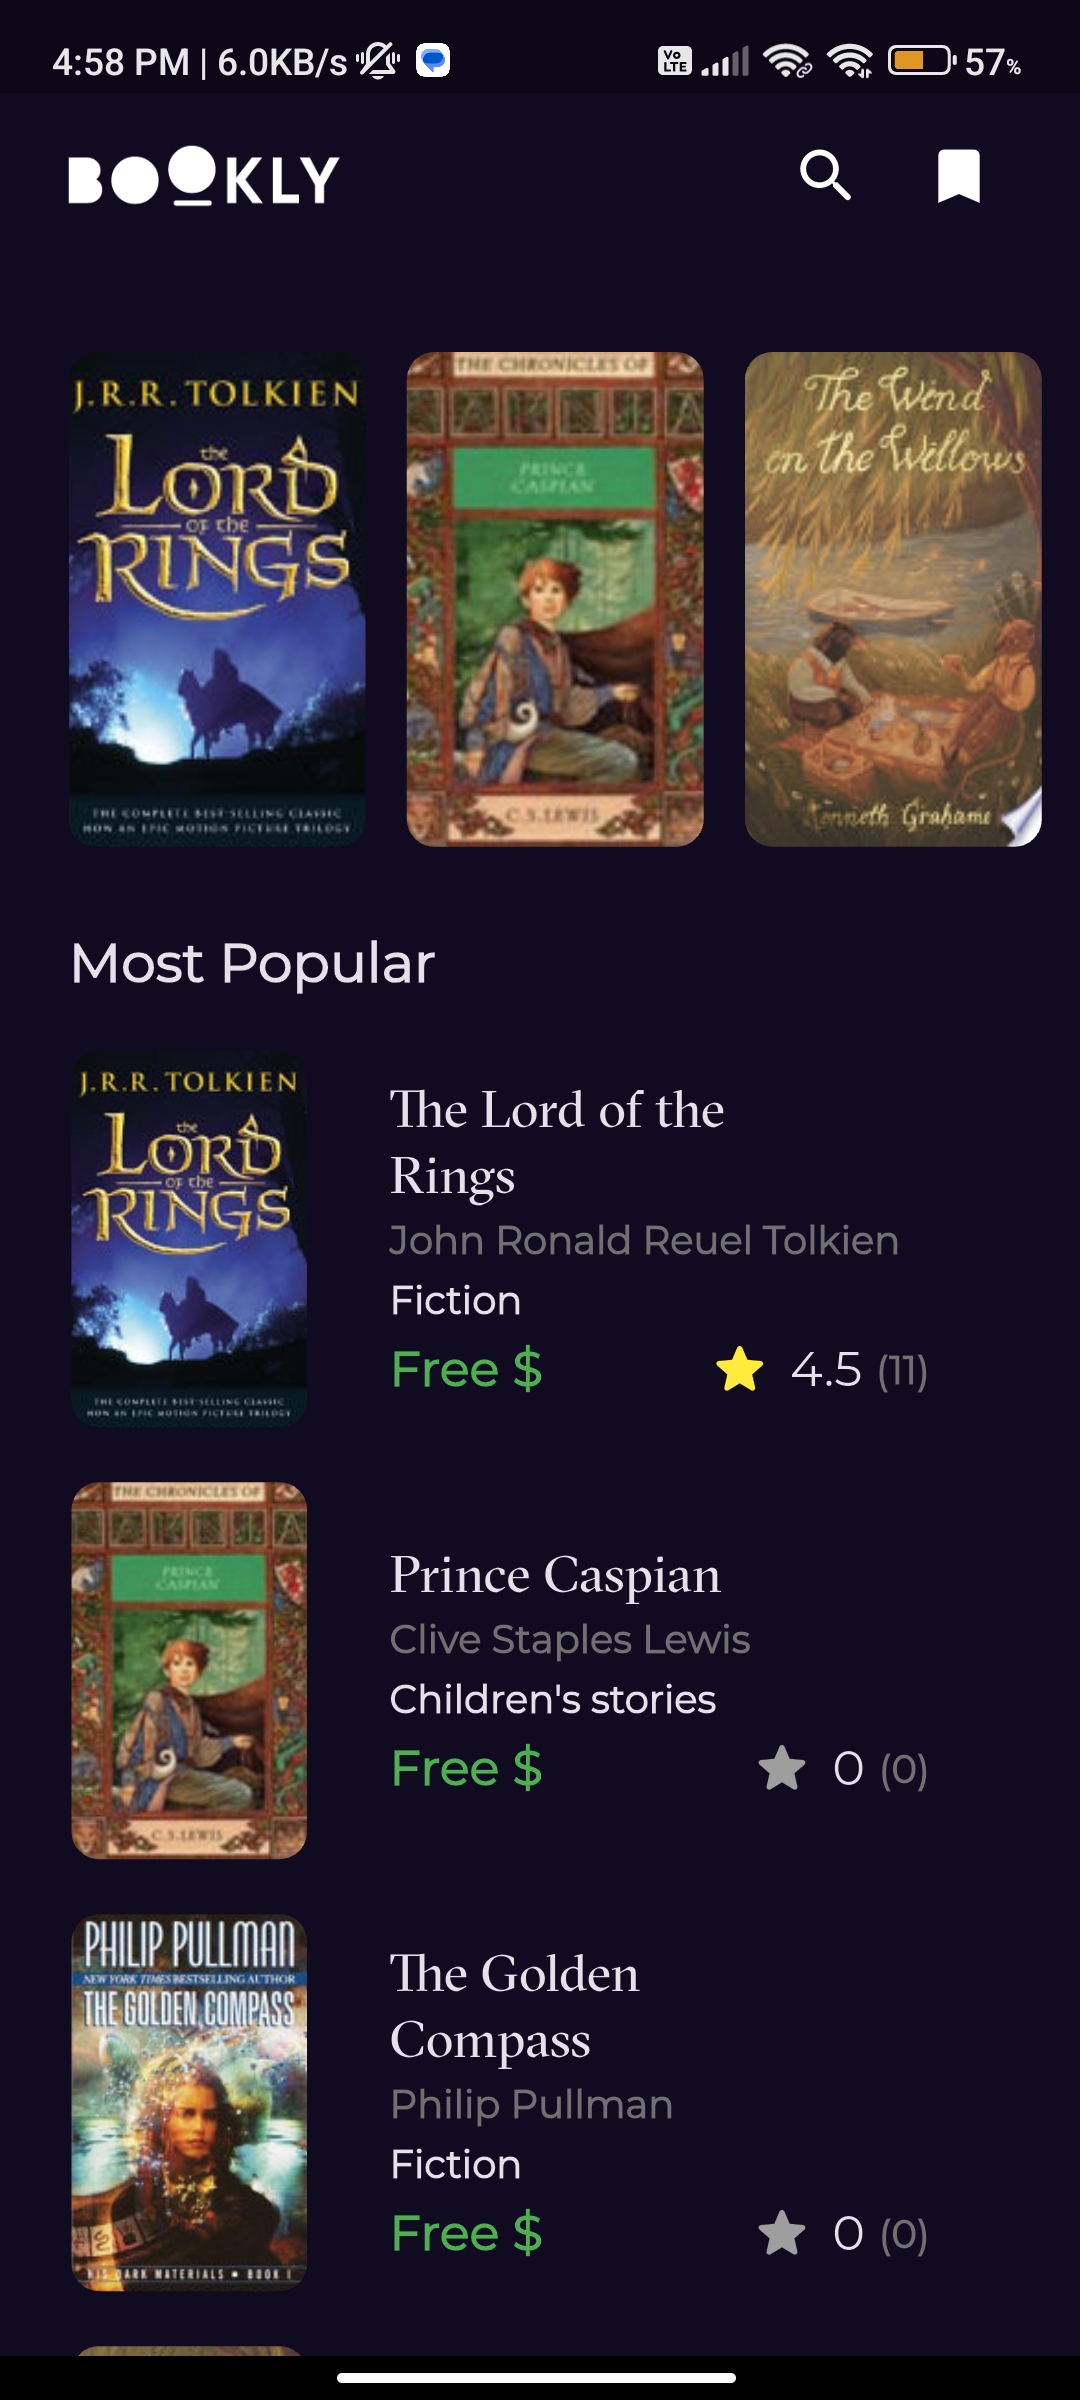 4:58 PM | 6.0KB/s
Vo LTE
57%
BOOKLY
J.R.R. TOLKIEN
the
LORD
OF the
RINGS
THE COMPLETE BEST-SELLING CLASSIC
NOW AN EPIC MOTION PICTURE TRILOGY
THE CHRONICLES OF
NARNIA
PRINCE
CASPIAN
C.S. LEWIS
The Wind
in the Willows
Kenneth Grahame
Most Popular
J.R.R. TOLKIEN
the
LORD
OF the
RINGS
THE COMPLETE BEST-SELLING CLASSIC
NOW AN EPIC MOTION PICTURE TRILOGY
The Lord of the
Rings
John Ronald Reuel Tolkien
Fiction
Free $ 4.5 (11)
THE CHRONICLES OF
NARNIA
PRINCE
CASPIAN
C.S. LEWIS
Prince Caspian
Clive Staples Lewis
Children's stories
Free $ 0 (0)
PHILIP PULLMAN
NEW YORK TIMES BESTSELLING AUTHOR
THE GOLDEN COMPASS
HIS DARK MATERIALS • BOOK I
The Golden
Compass
Philip Pullman
Fiction
Free $ 0 (0)